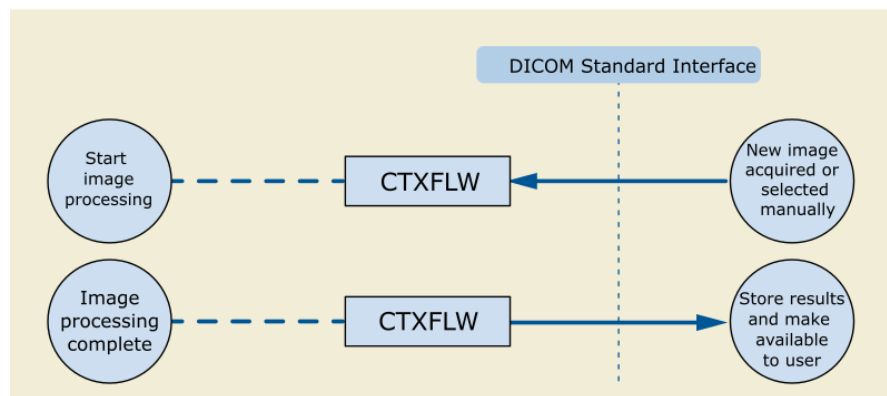 DICOM Standard Interface
Start
image
processing
CTXFLW
New image
acquired or
selected
manually
Image
processing
complete
CTXFLW
Store results
and make
available
to user